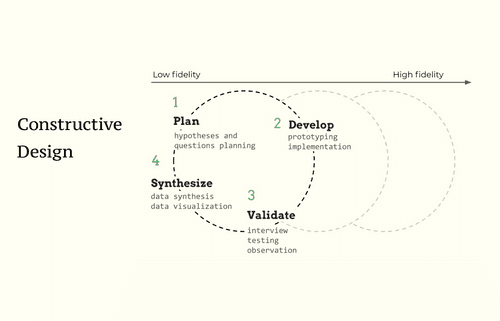 Constructive
Design
Low fidelity
High fidelity
1
Plan
hypotheses and
questions planning
2 Develop
prototyping
implementation
3
Validate
interview
testing
observation
4
Synthesize
data synthesis
data visualization